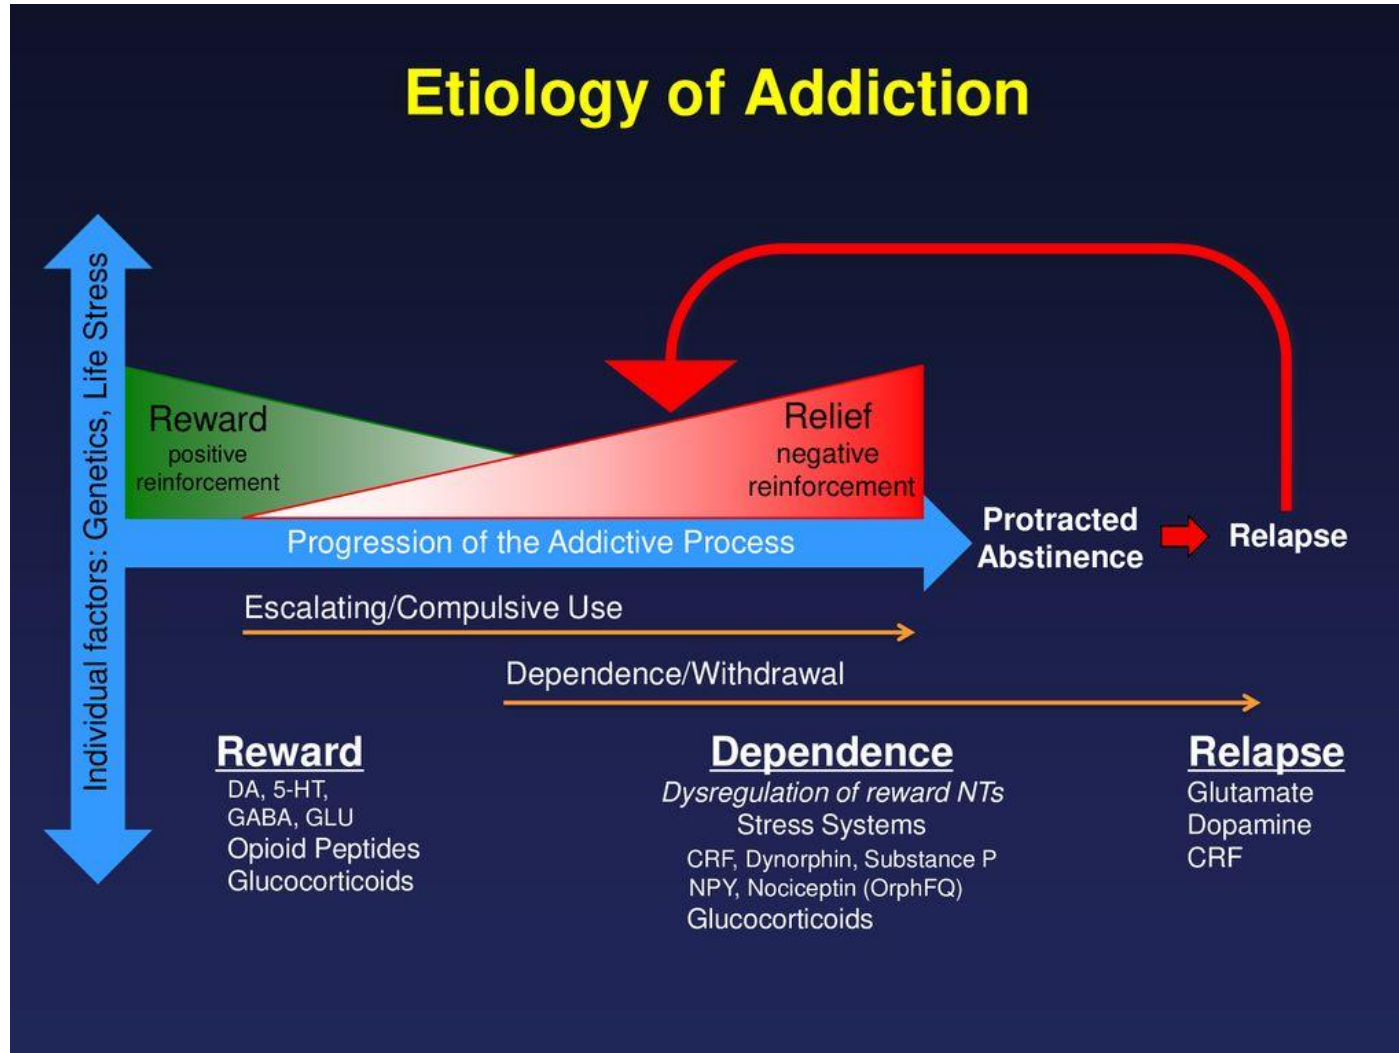 Etiology of Addiction
Individual factors: Genetics, Life Stress
Reward
positive
reinforcement
Relief
negative
reinforcement
Progression of the Addictive Process
Protracted
Abstinence
Relapse
Escalating/Compulsive Use
Dependence/Withdrawal
Reward
DA, 5-HT,
GABA, GLU
Opioid Peptides
Glucocorticoids
Dependence
Dysregulation of reward NTs
Stress Systems
CRF, Dynorphin, Substance P
NPY, Nociceptin (OrphFQ)
Glucocorticoids
Relapse
Glutamate
Dopamine
CRF